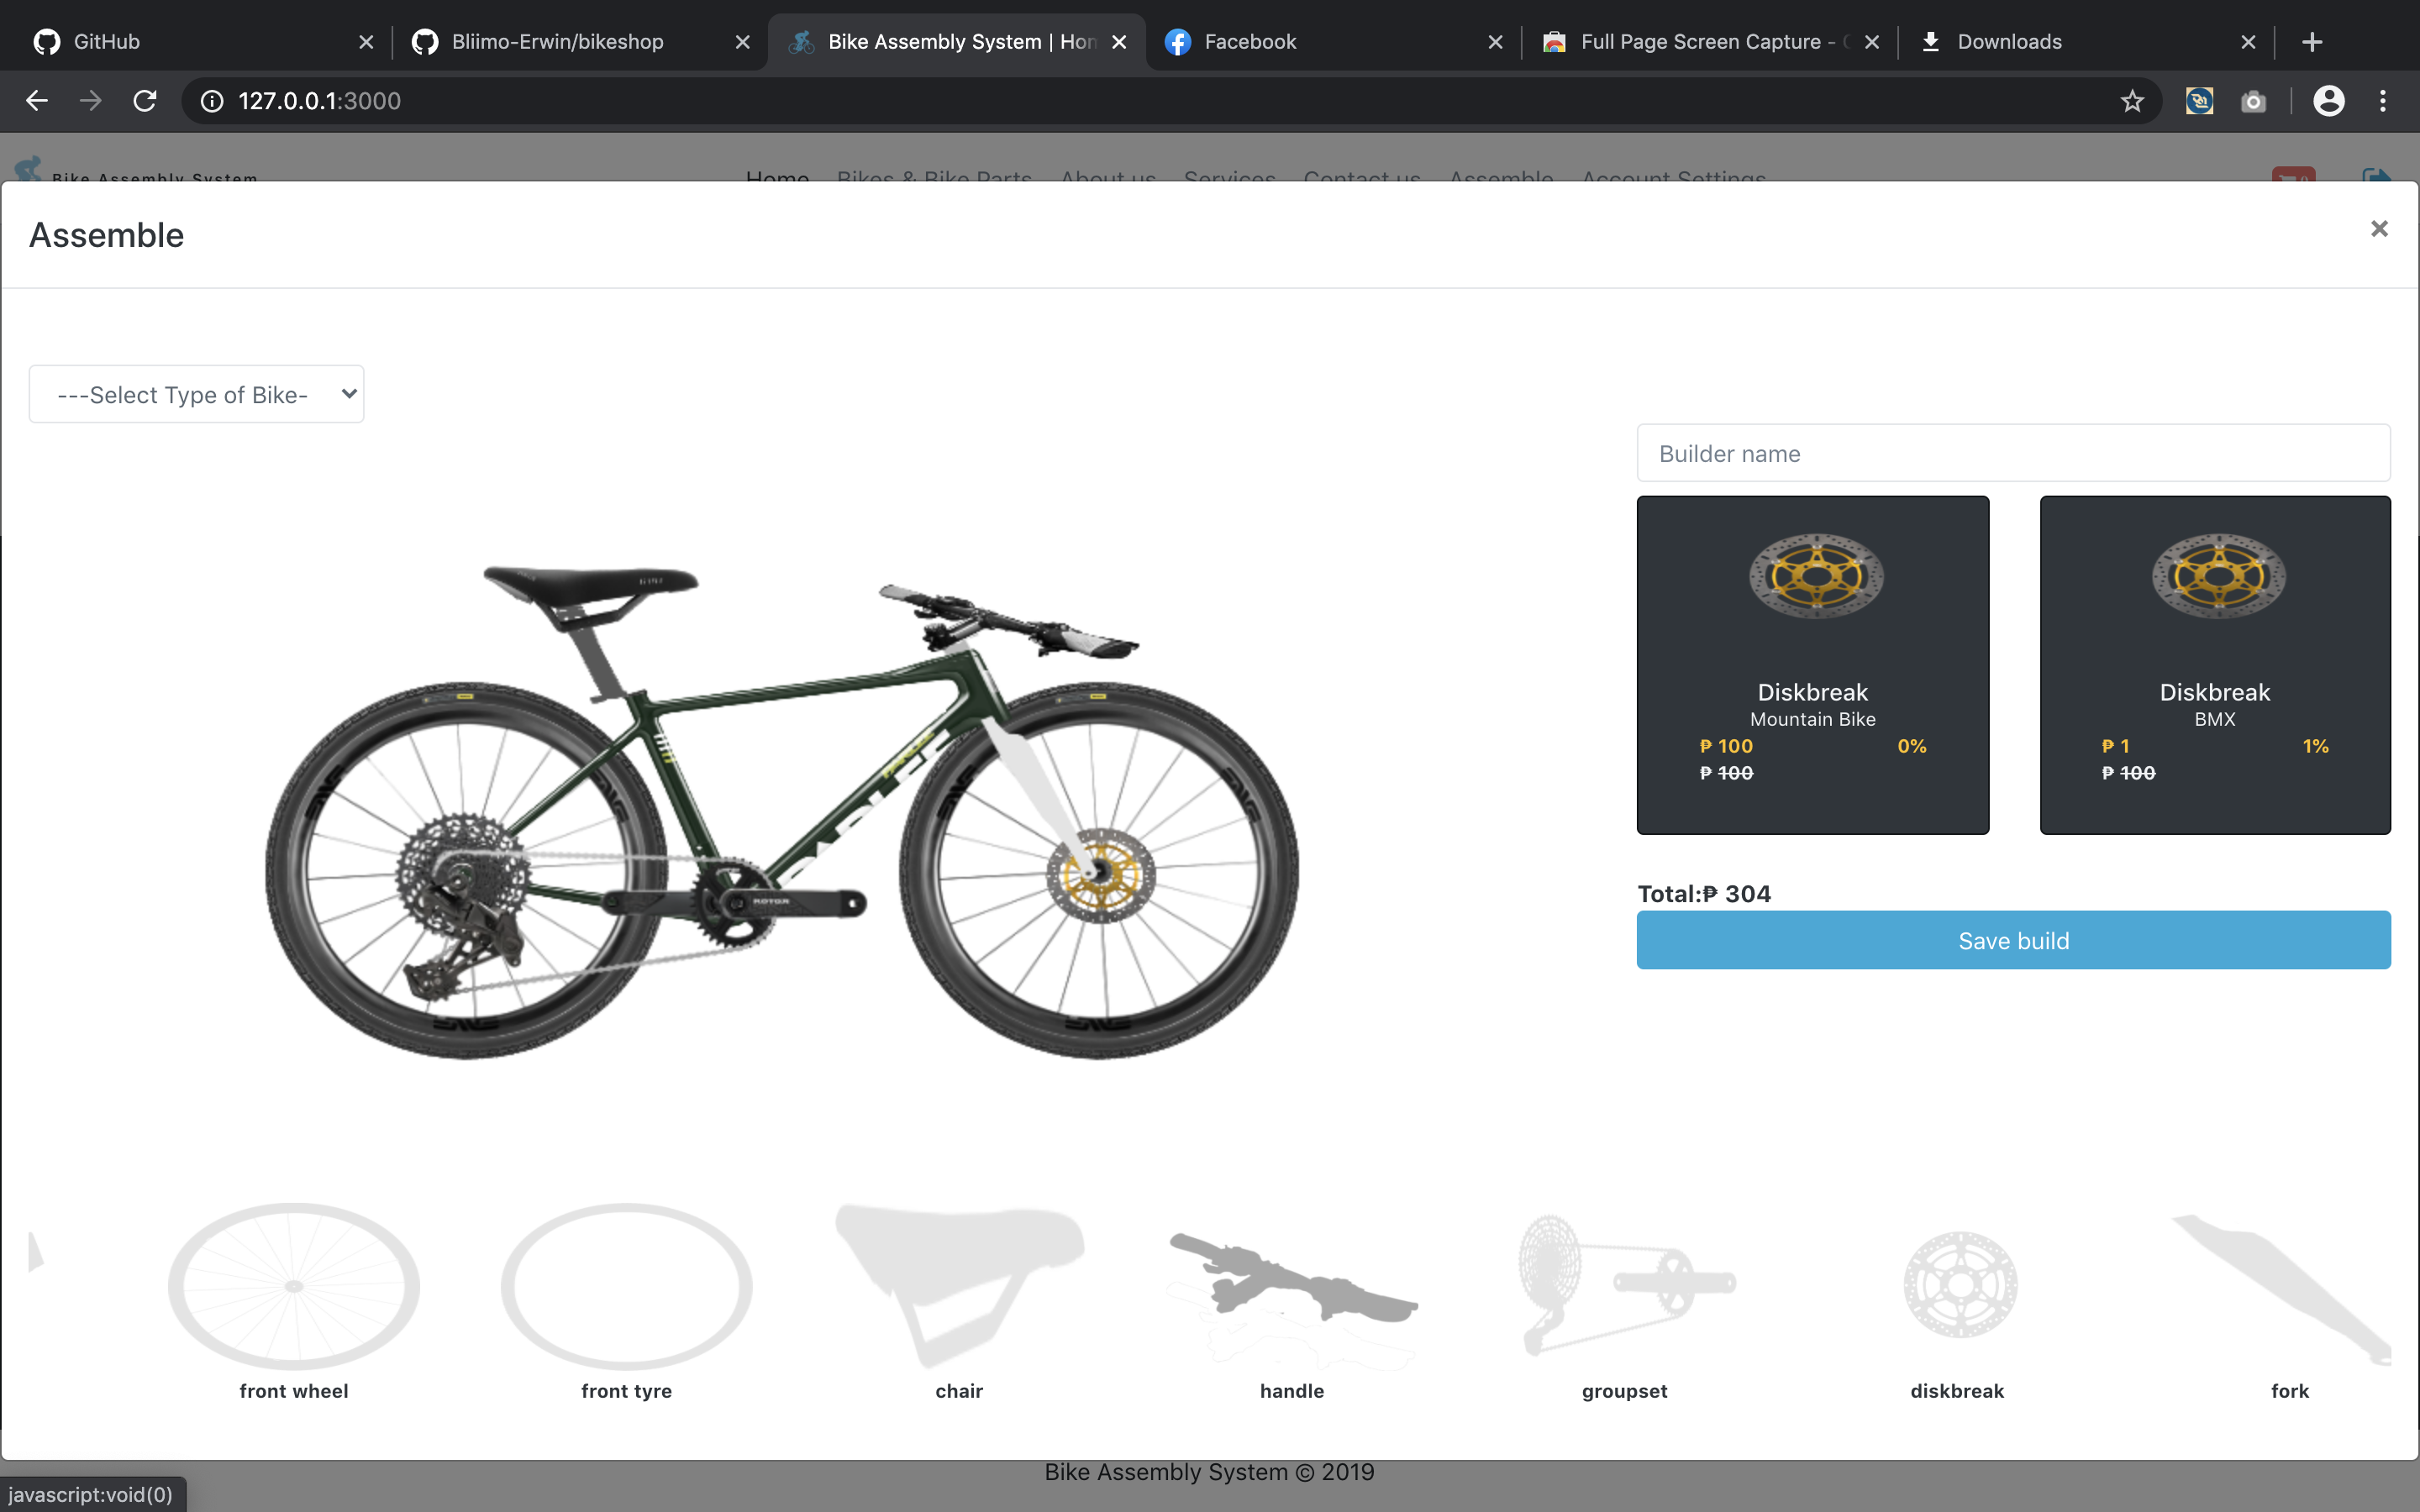 GitHub
Bliimo-Erwin/bikeshop
Bike Assembly System | Hom
Facebook
Full Page Screen Capture - C
Downloads
127.0.0.1:3000
Bike Assembly System
Home
Bikes & Bike Parts
About us
Services
Contact us
Assemble
Account Settings
0
Assemble
×
---Select Type of Bike-
Builder name
Diskbreak
Mountain Bike
₱ 100 0%
₱ 100
Diskbreak
BMX
₱ 1 1%
₱ 100
ROTOR
Total:₱ 304
Save build
front wheel
front tyre
chair
handle
groupset
diskbreak
fork
Bike Assembly System © 2019
javascript:void(0)